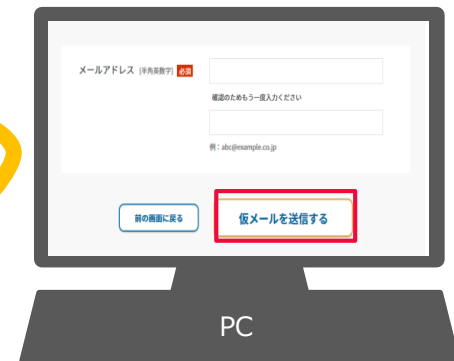 メールアドレス [半角英数字] 必須
確認のためもう一度入力ください
例：abc@example.co.jp
前の画面に戻る
仮メールを送信する
PC